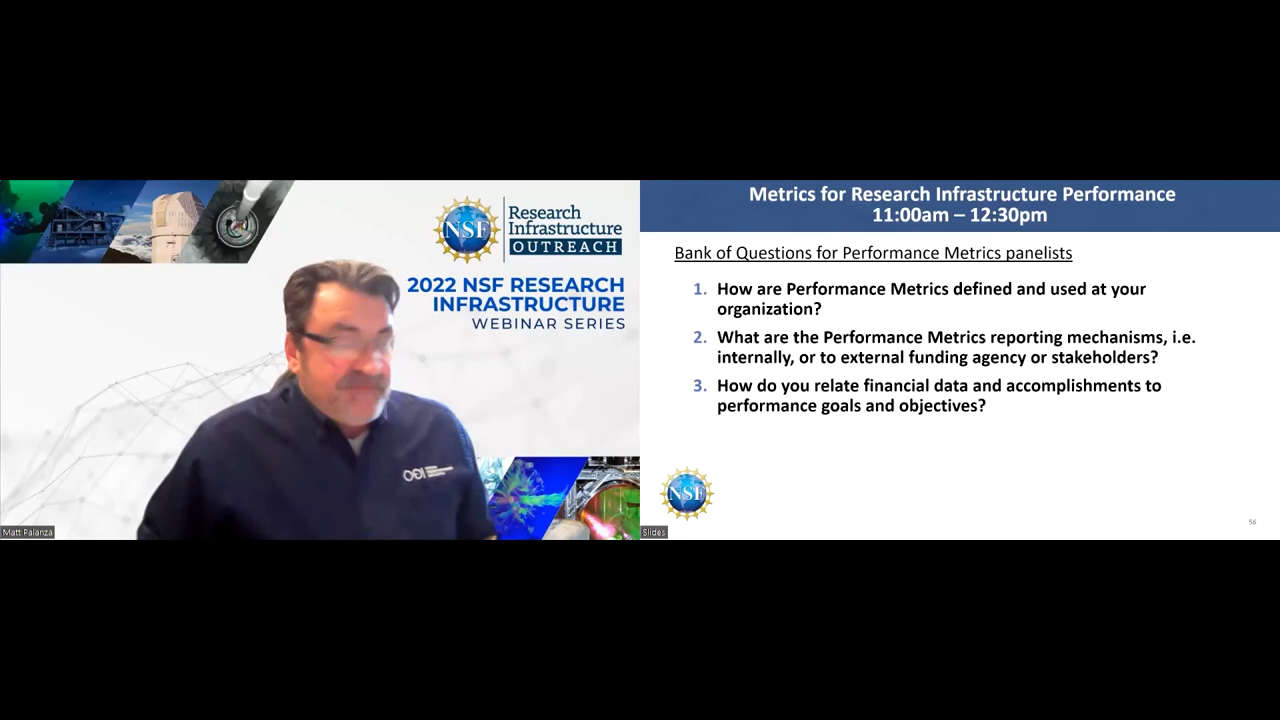 NSF
Research
Infrastructure
OUTREACH
2022 NSF RESEARCH
INFRASTRUCTURE
WEBINAR SERIES
OOI
Matt Palanza
Metrics for Research Infrastructure Performance
11:00am – 12:30pm
Bank of Questions for Performance Metrics panelists
1. How are Performance Metrics defined and used at your
organization?
2. What are the Performance Metrics reporting mechanisms, i.e.
internally, or to external funding agency or stakeholders?
3. How do you relate financial data and accomplishments to
performance goals and objectives?
NSF
Slides
56